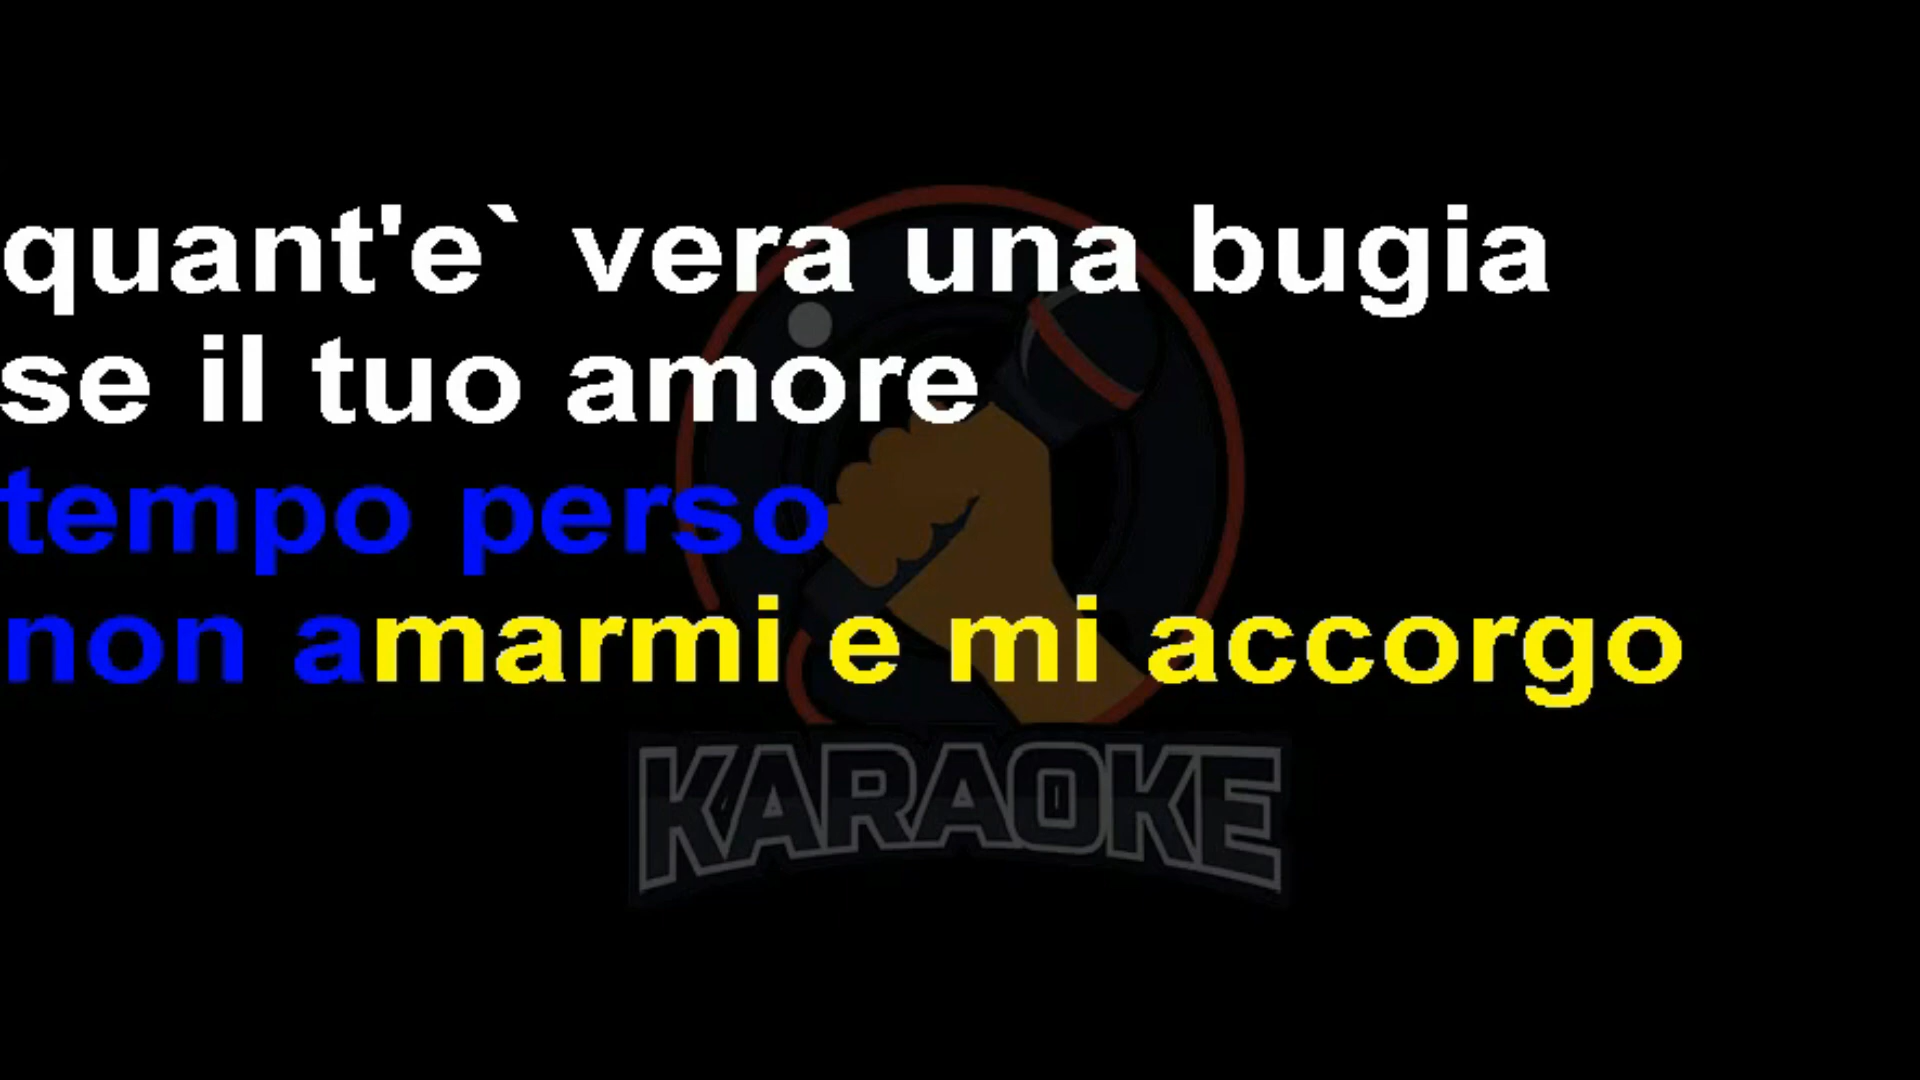 quant'e` vera una bugia
se il tuo amore
tempo perso
non amarmi e mi accorgo
KARAOKE